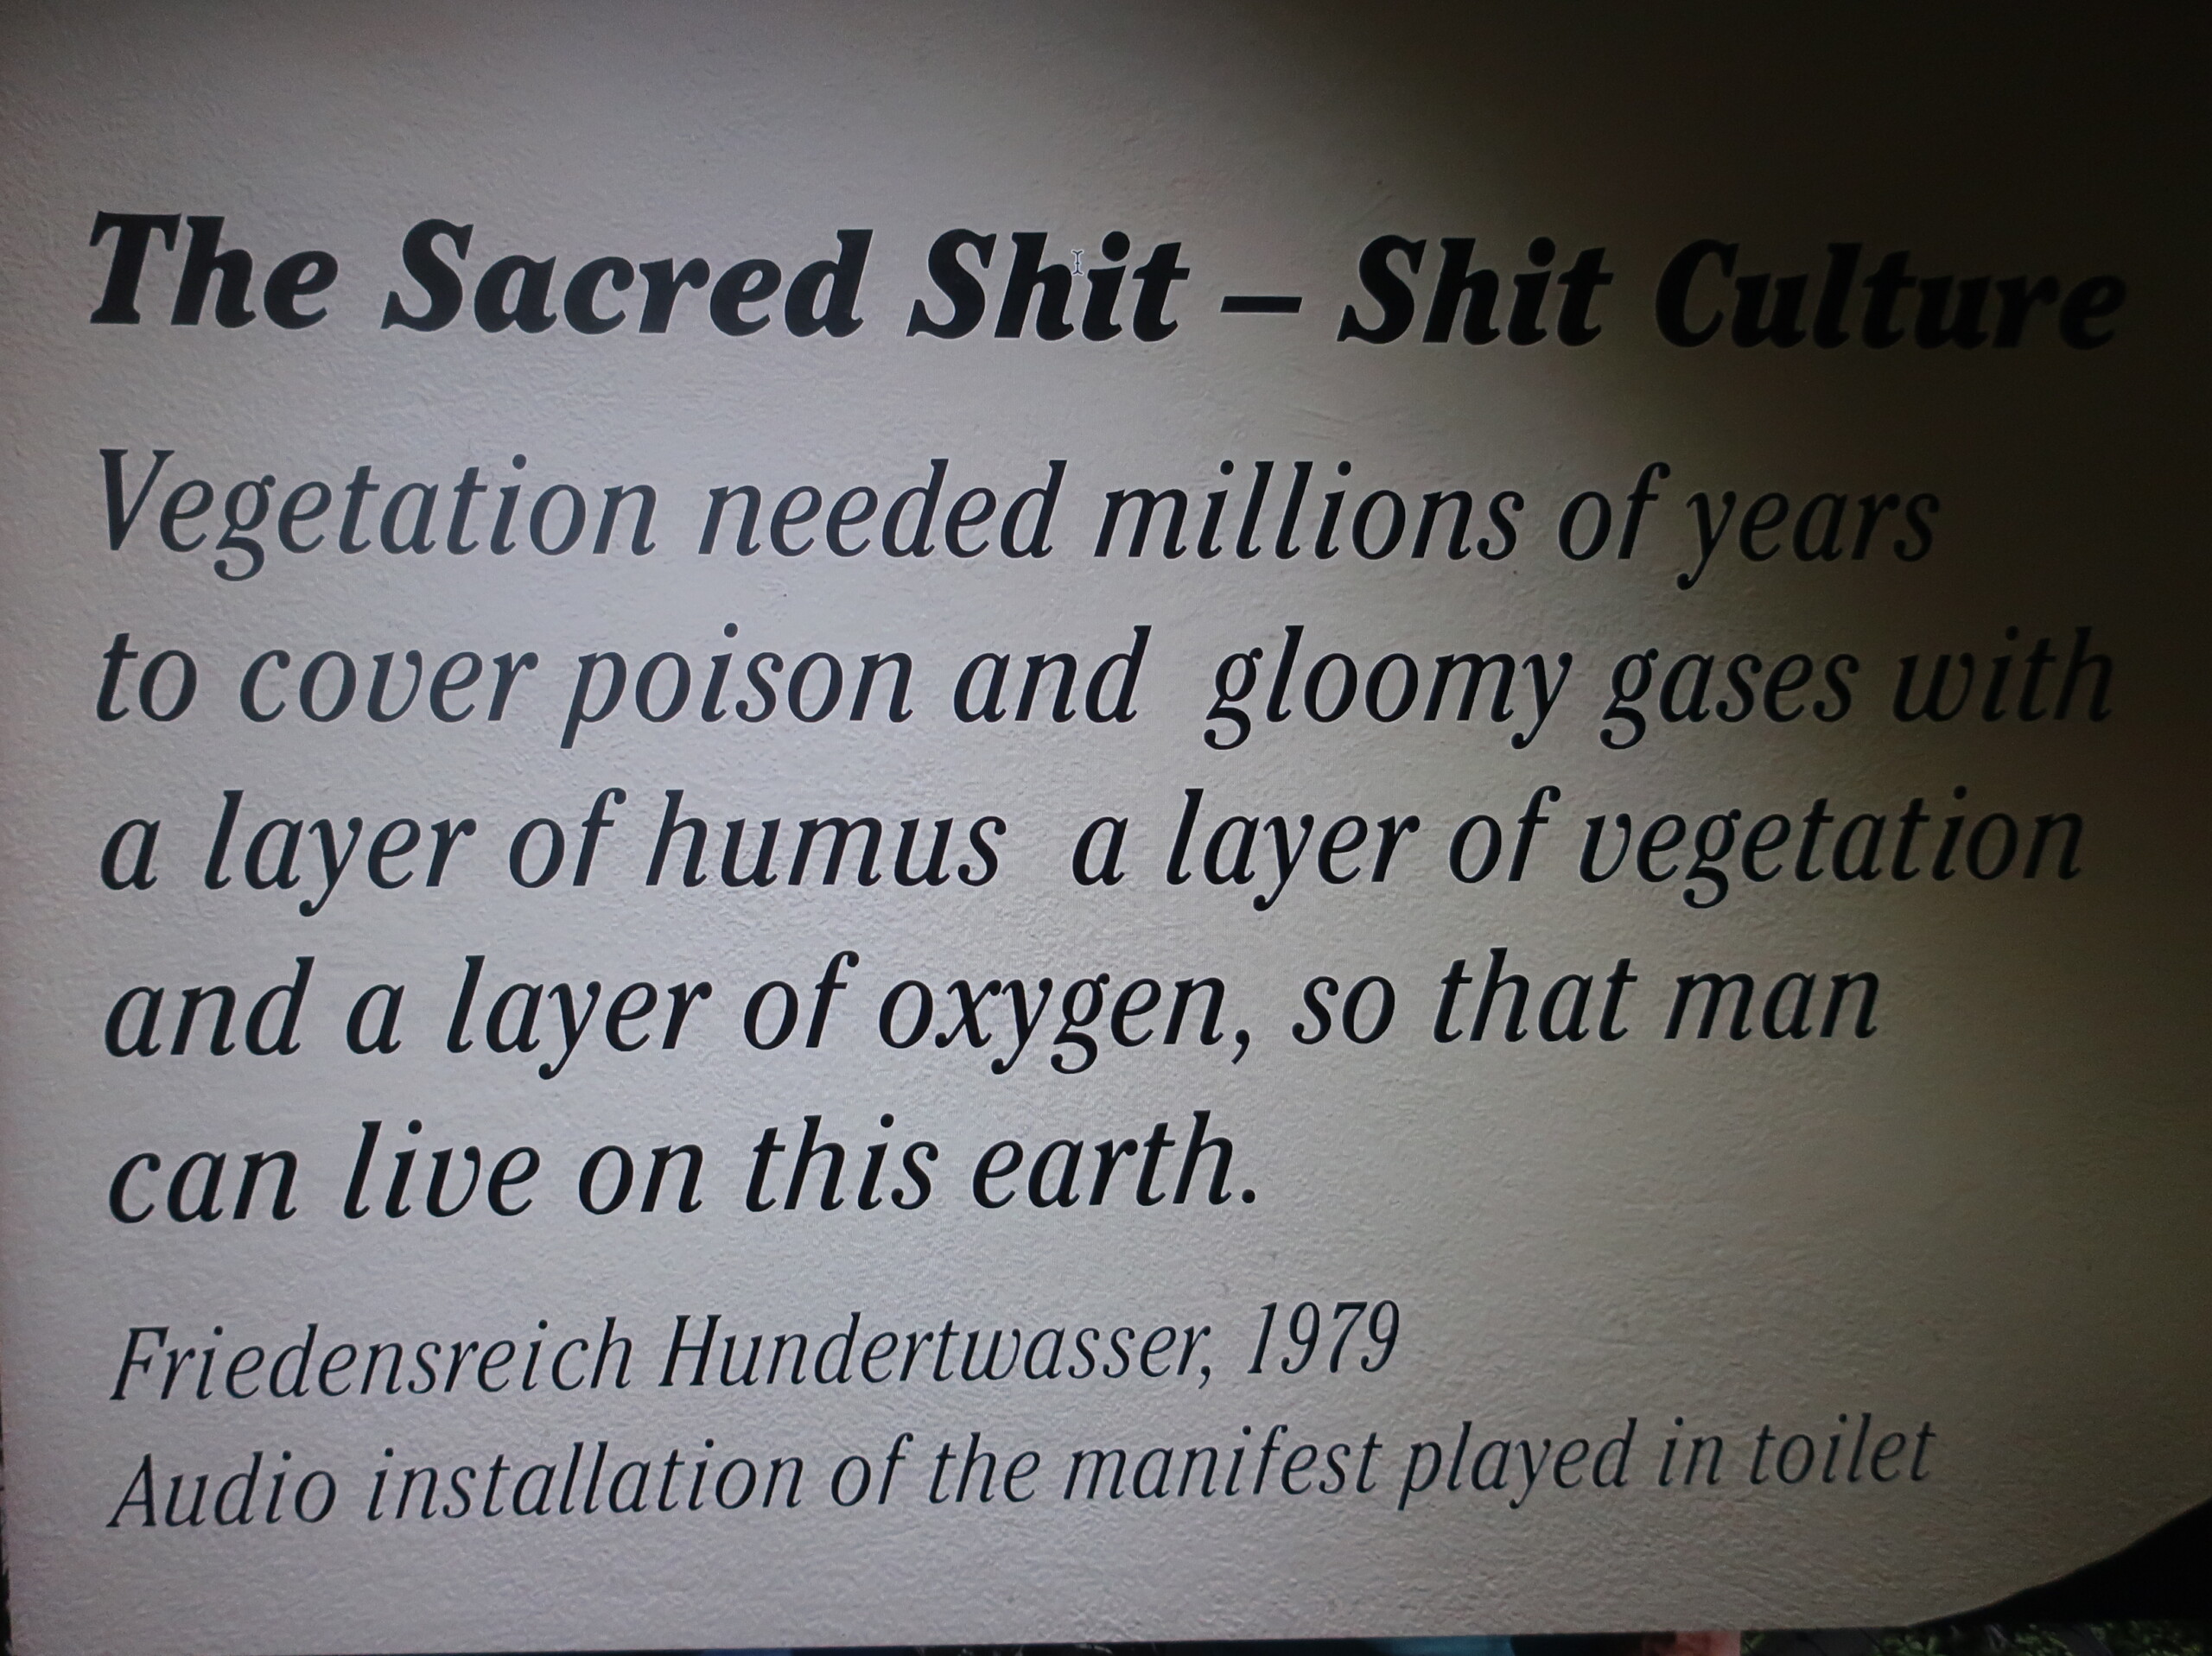 The Sacred Shit – Shit Culture
Vegetation needed millions of years
to cover poison and gloomy gases with
a layer of humus a layer of vegetation
and a layer of oxygen, so that man
can live on this earth.
Friedensreich Hundertwasser, 1979
Audio installation of the manifest played in toilet